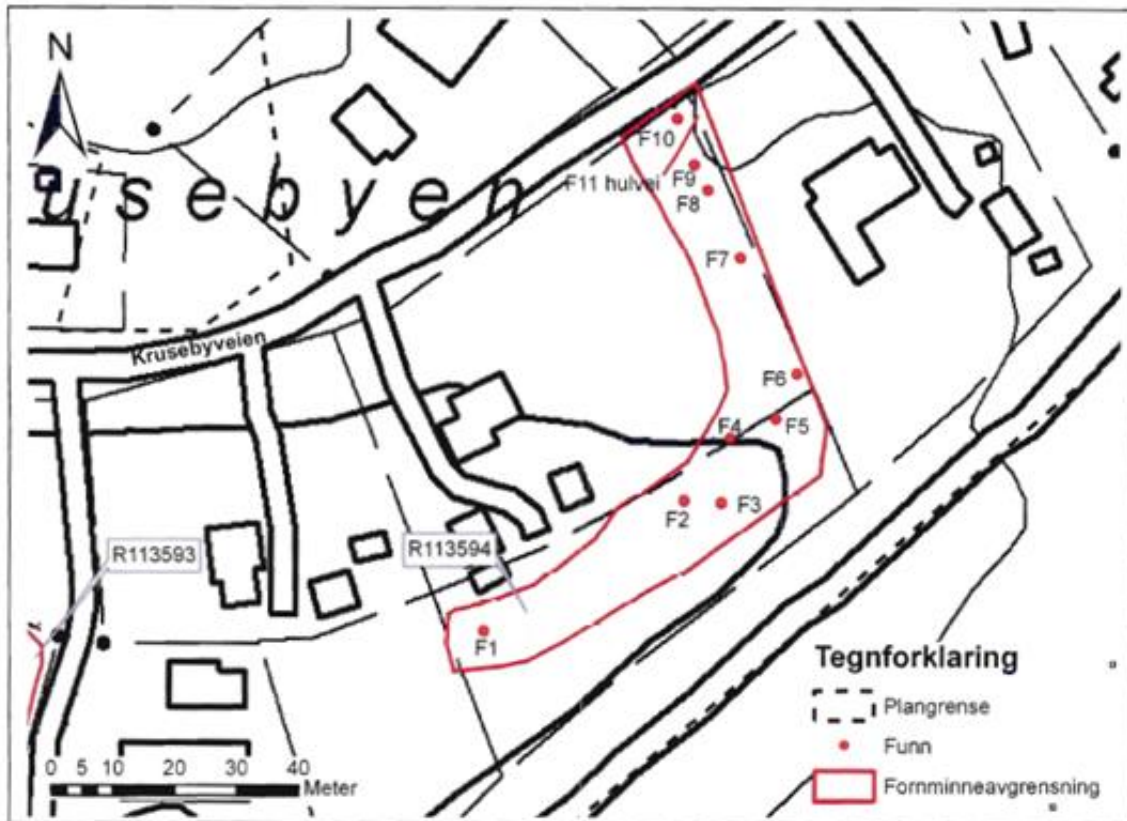 N
usebyen
F10
F9
F11 hulvei
F8
F7
Krusebyveien
F6
F4
F5
F2
F3
R113593
R113594
F1
Tegnforklaring
Plangrense
Funn
Fornminneavgrensning
0 5 10 20 30 40
Meter